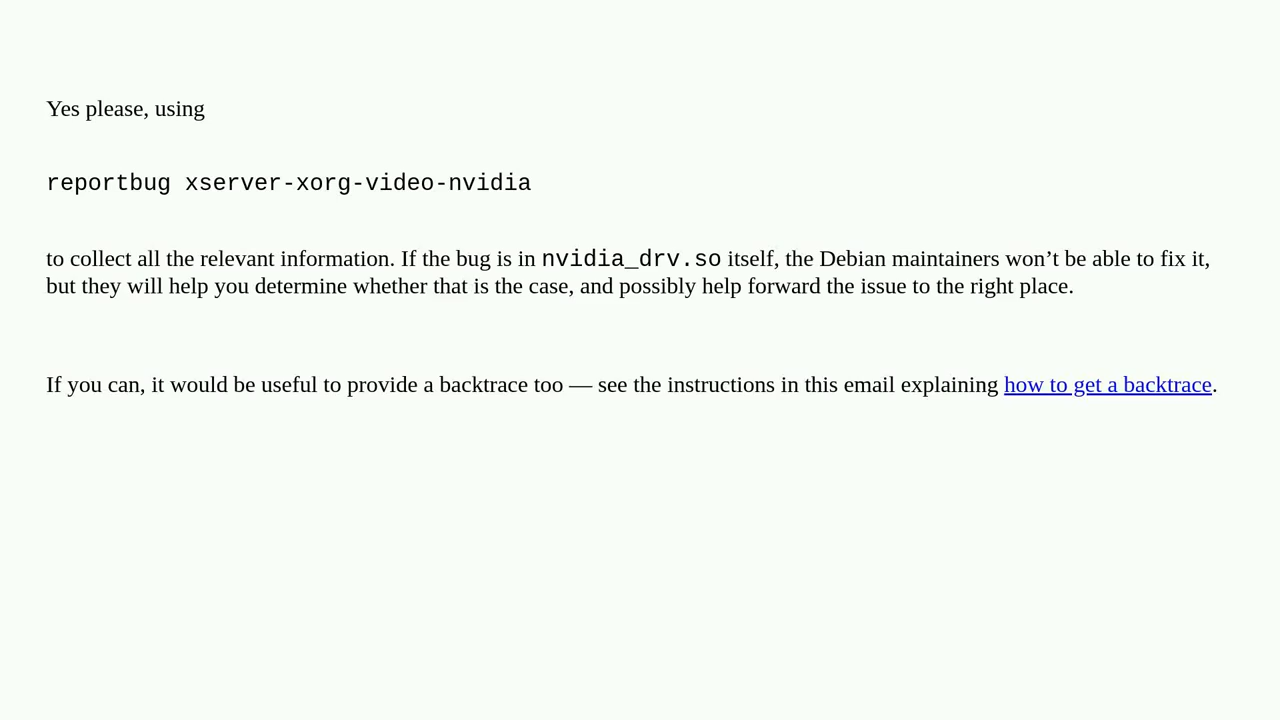 Yes please, using
reportbug xserver-xorg-video-nvidia
to collect all the relevant information. If the bug is in nvidia_drv.so itself, the Debian maintainers won’t be able to fix it,
but they will help you determine whether that is the case, and possibly help forward the issue to the right place.
If you can, it would be useful to provide a backtrace too — see the instructions in this email explaining how to get a backtrace.